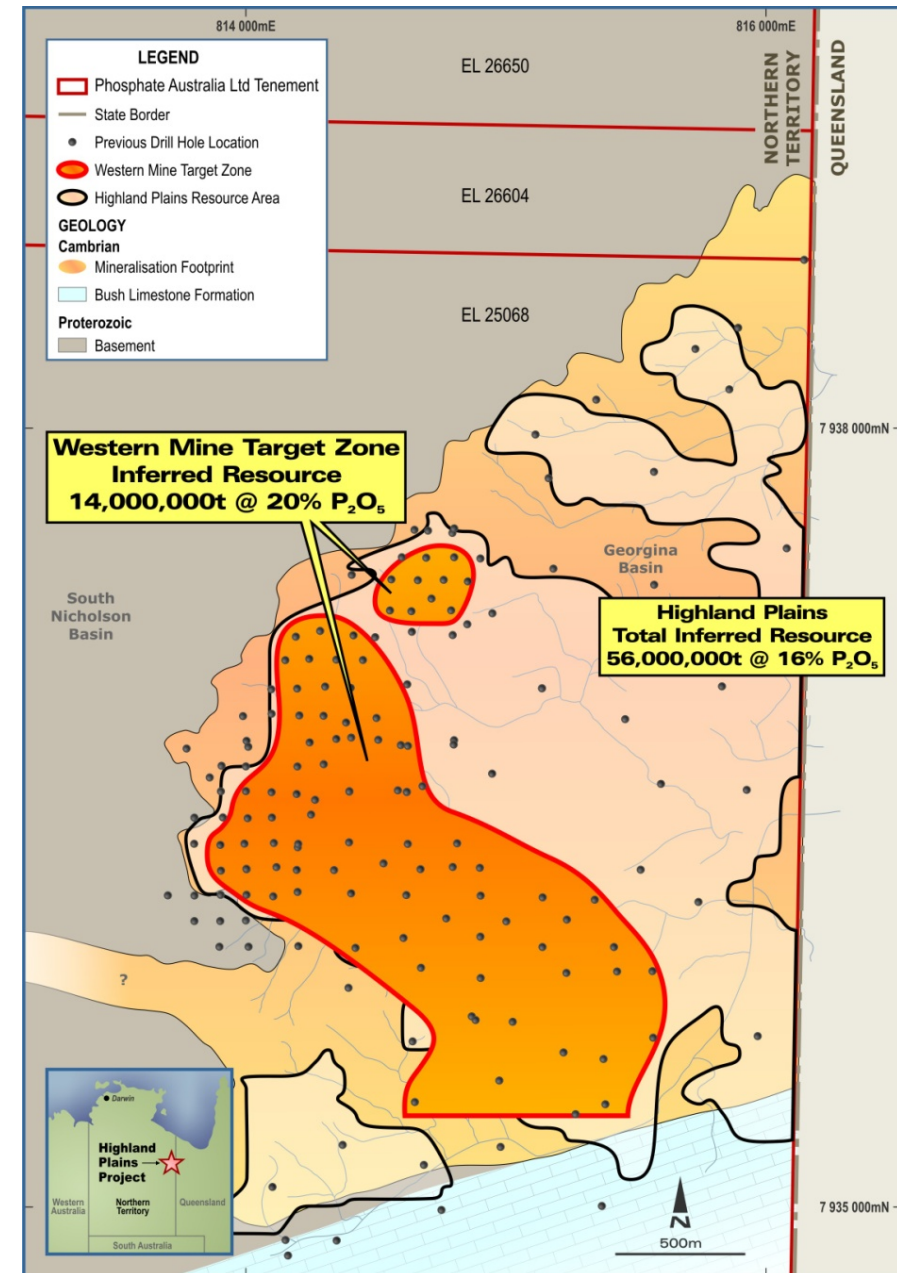 814 000mE
816 000mE
LEGEND
Phosphate Australia Ltd Tenement
State Border
Previous Drill Hole Location
Western Mine Target Zone
Highland Plains Resource Area
GEOLOGY
Cambrian
Mineralisation Footprint
Bush Limestone Formation
Proterozoic
Basement
EL 26650
NORTHERN
TERRITORY
QUEENSLAND
EL 26604
EL 25068
7 938 000mN
Western Mine Target Zone
Inferred Resource
14,000,000t @ 20% P₂O₅
Georgina
Basin
South
Nicholson
Basin
Highland Plains
Total Inferred Resource
56,000,000t @ 16% P₂O₅
?
Darwin
Highland
Plains
Project
Western
Australia
Northern
Territory
Queensland
South Australia
N
500m
7 935 000mN